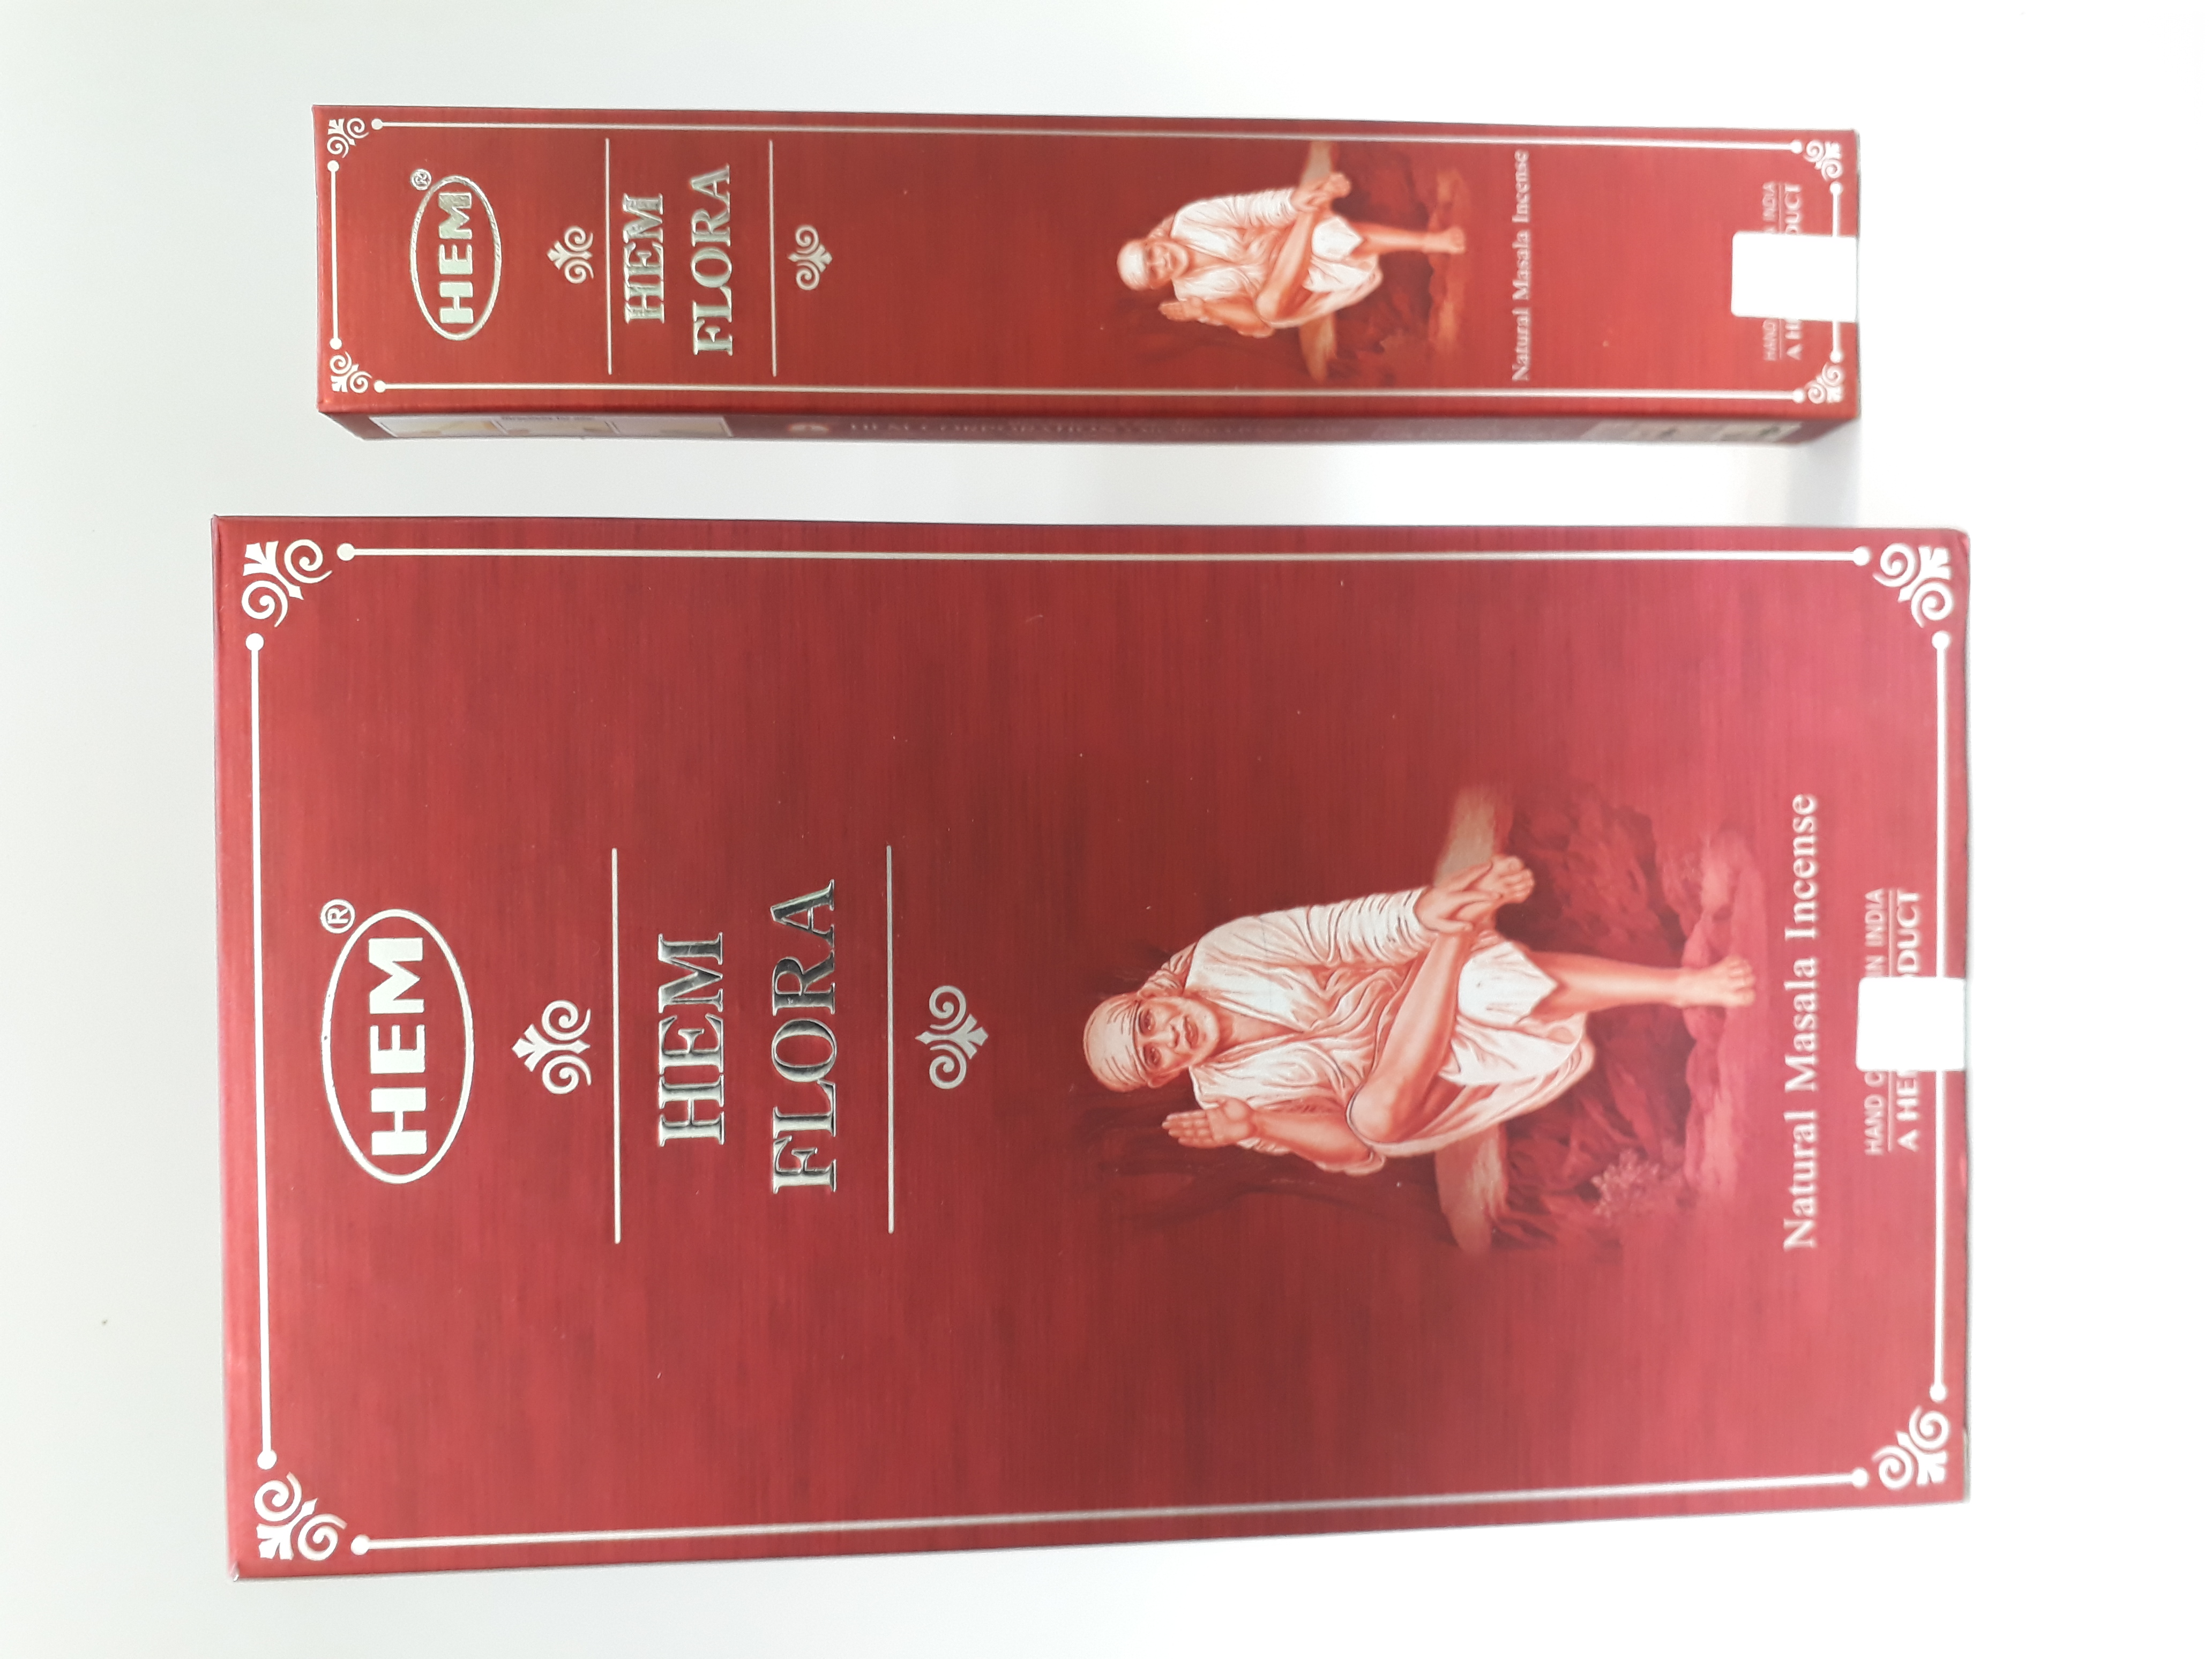 HEM®
HEM
FLORA
Natural Masala Incense
HAND C IN INDIA
A HE DUCT
HEM®
HEM
FLORA
Natural Masala Incense
HAND INDIA
A H DUCT